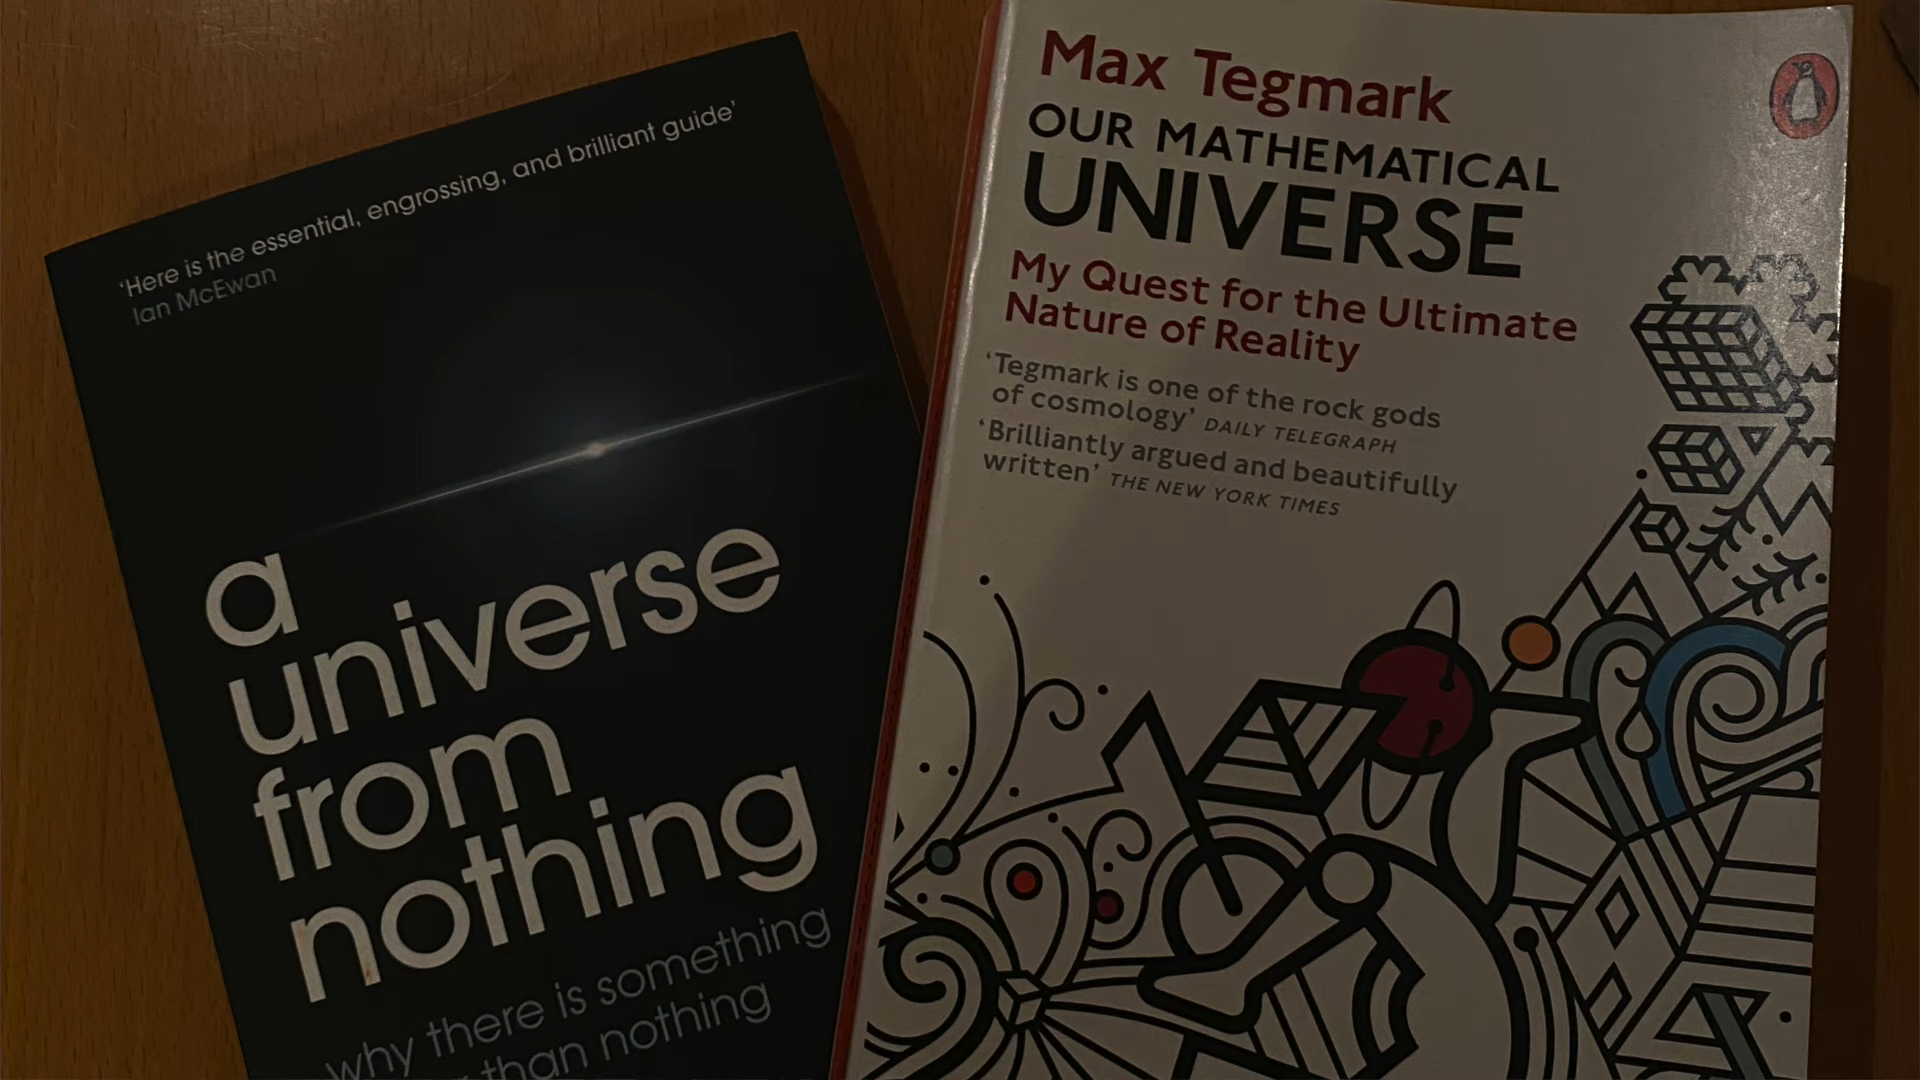 'Here is the essential, engrossing, and brilliant guide'
Ian McEwan
a
universe
from
nothing
why there is something
than nothing
Max Tegmark
OUR MATHEMATICAL
UNIVERSE
My Quest for the Ultimate
Nature of Reality
'Tegmark is one of the rock gods
of cosmology' DAILY TELEGRAPH
'Brilliantly argued and beautifully
written' THE NEW YORK TIMES